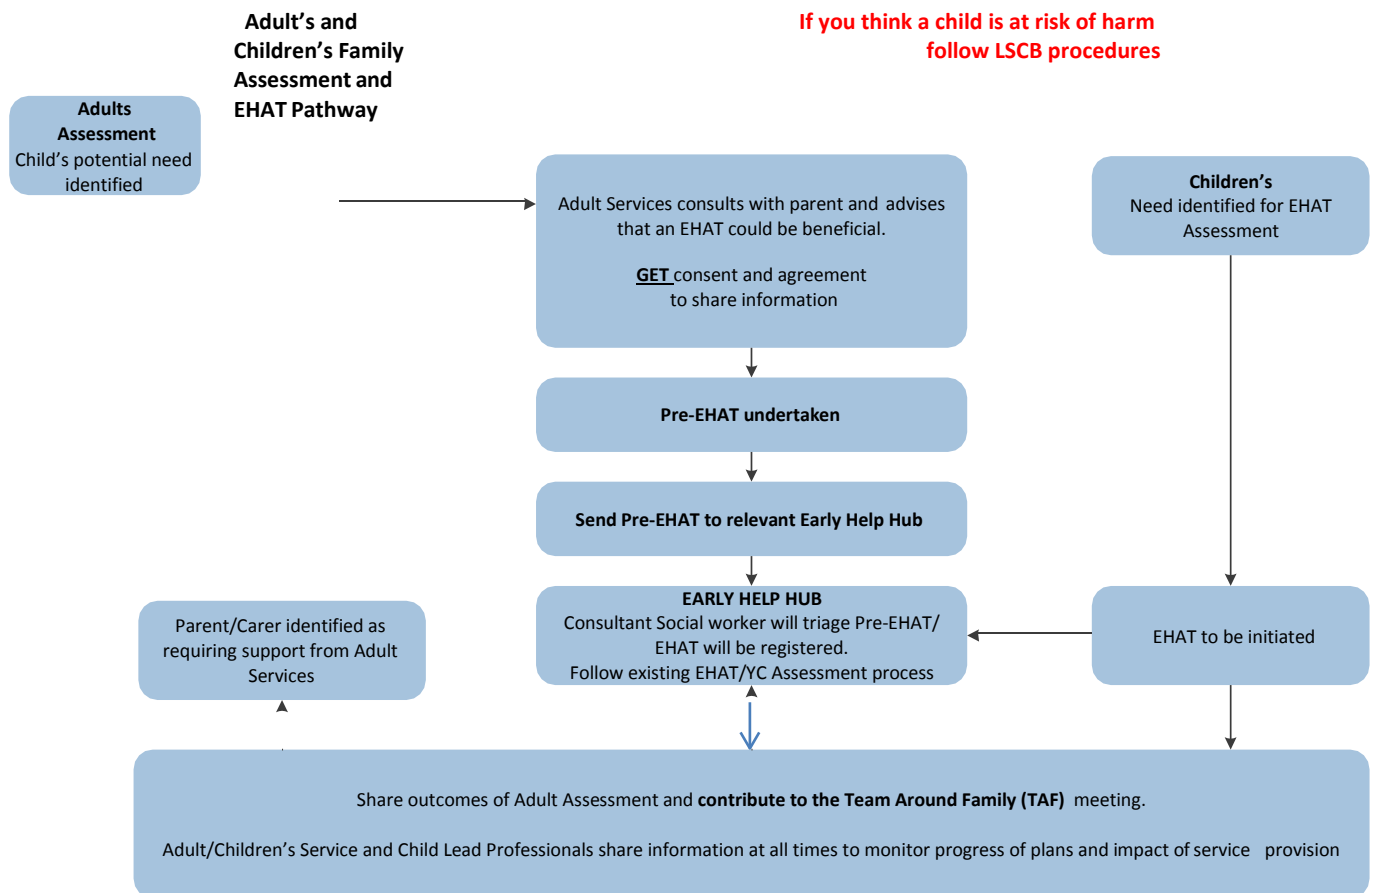 Adult’s and
Children’s Family
Assessment and
EHAT Pathway
If you think a child is at risk of harm
follow LSCB procedures
Adults
Assessment
Child’s potential need
identified
Adult Services consults with parent and advises
that an EHAT could be beneficial.
GET consent and agreement
to share information
Children’s
Need identified for EHAT
Assessment
Pre-EHAT undertaken
Send Pre-EHAT to relevant Early Help Hub
EARLY HELP HUB
Consultant Social worker will triage Pre-EHAT/
EHAT will be registered.
Follow existing EHAT/YC Assessment process
EHAT to be initiated
Parent/Carer identified as
requiring support from Adult
Services
Share outcomes of Adult Assessment and contribute to the Team Around Family (TAF) meeting.
Adult/Children’s Service and Child Lead Professionals share information at all times to monitor progress of plans and impact of service provision